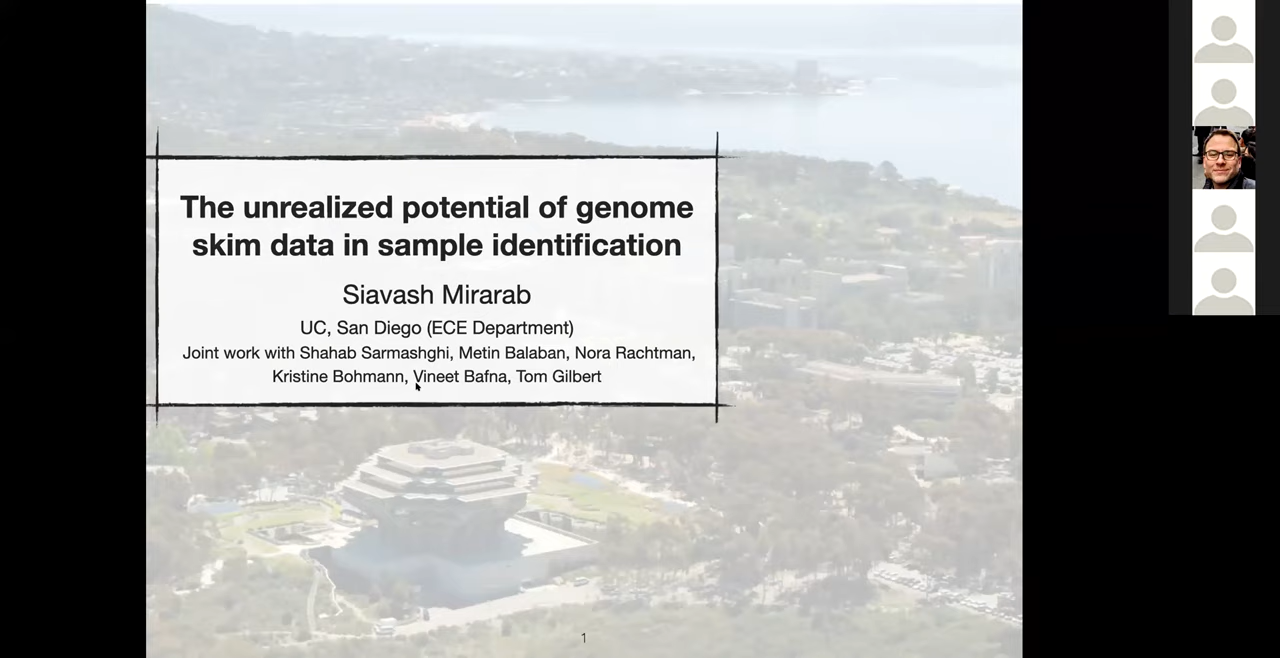 The unrealized potential of genome
skim data in sample identification
Siavash Mirarab
UC, San Diego (ECE Department)
Joint work with Shahab Sarmashghi, Metin Balaban, Nora Rachtman,
Kristine Bohmann, Vineet Bafna, Tom Gilbert
1